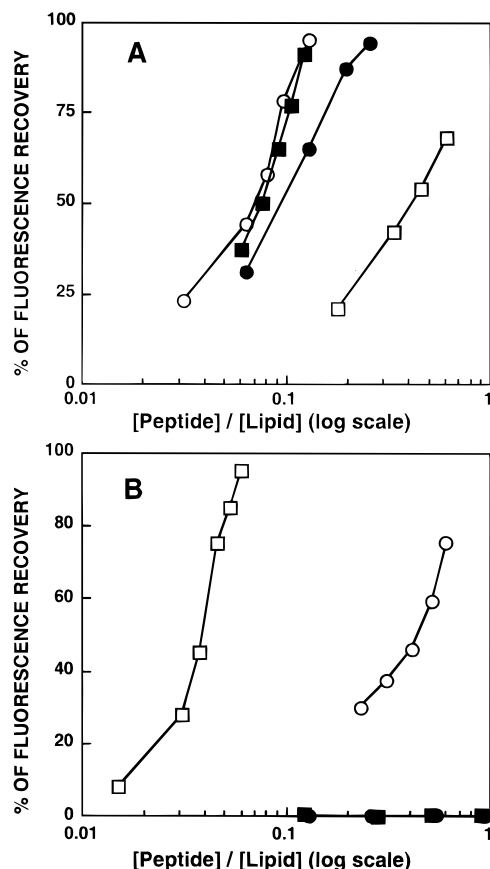 100
A
75
50
25
0
0.01
0.1
1
% OF FLUORESCENCE RECOVERY
[Peptide] / [Lipid] (log scale)
100
B
80
60
40
20
0
0.01
0.1
1
% OF FLUORESCENCE RECOVERY
[Peptide] / [Lipid] (log scale)